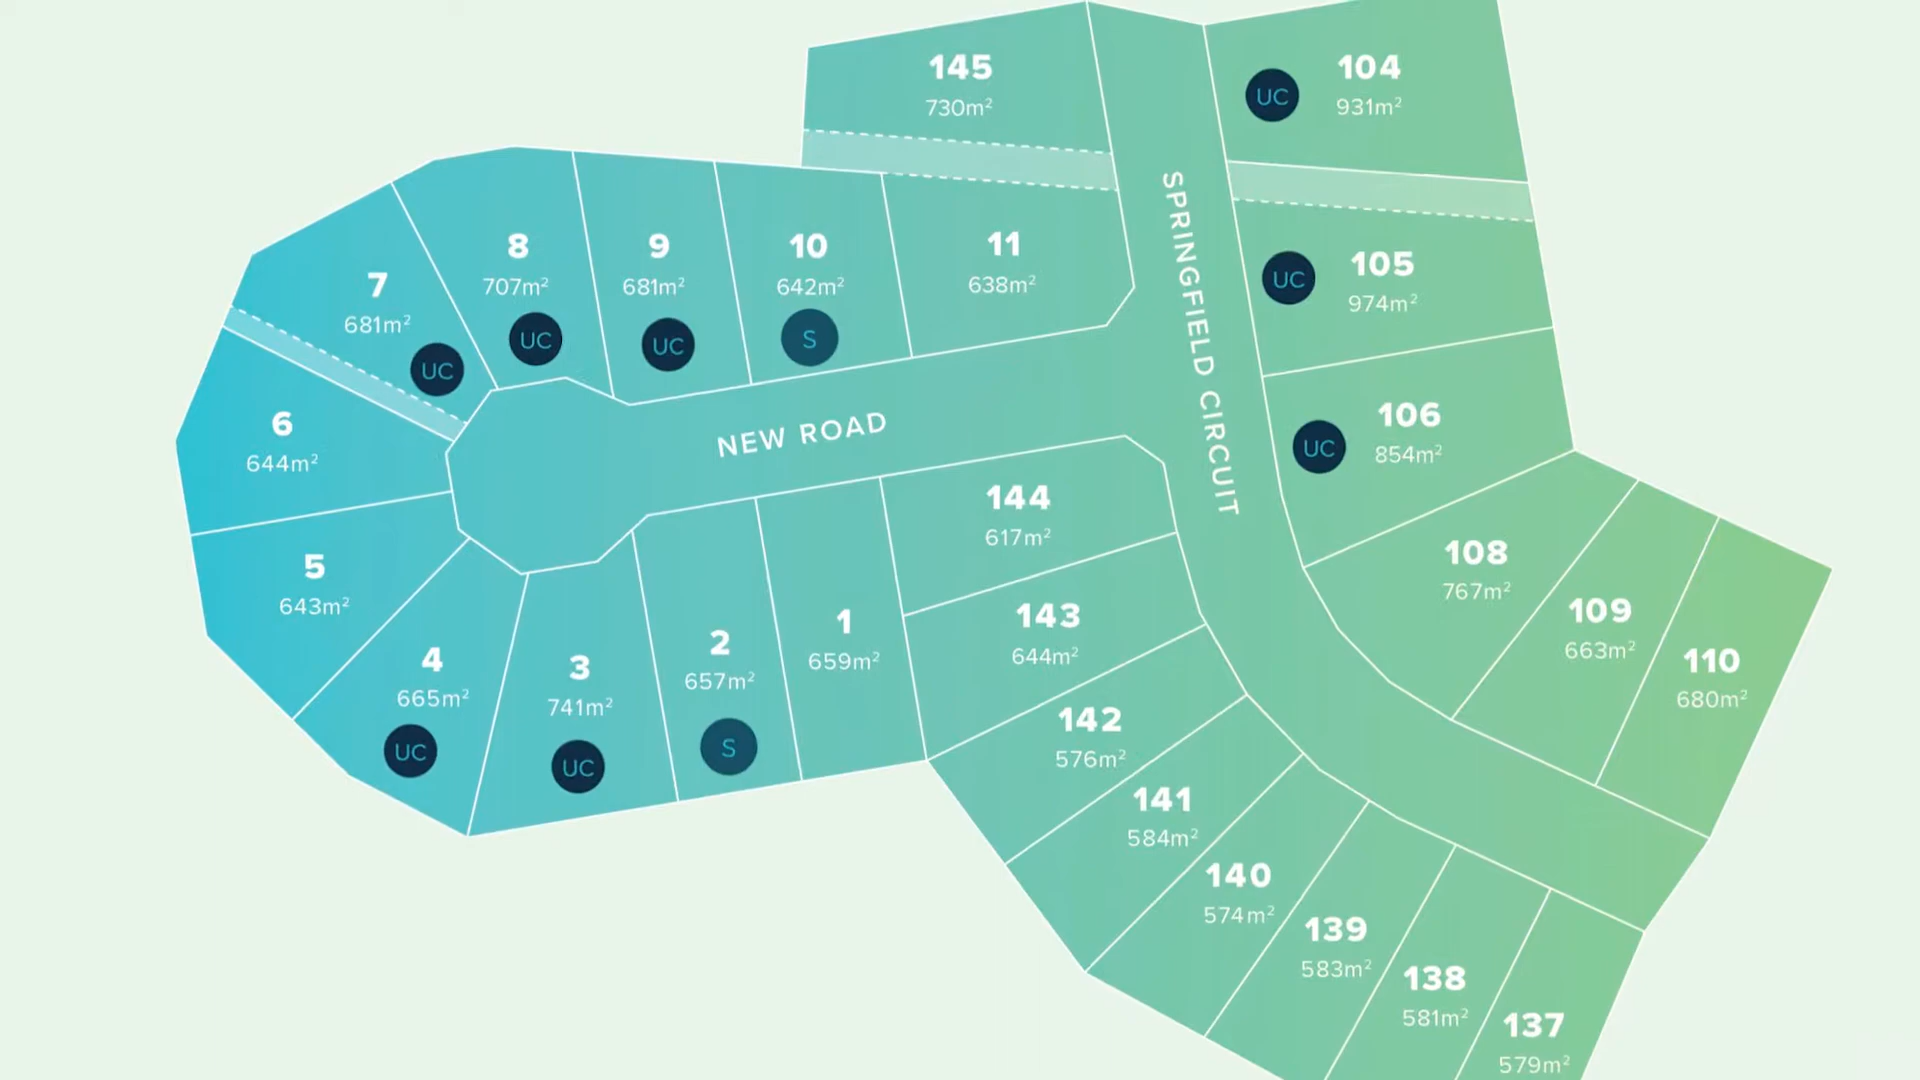 145
730m²
UC
104
931m²
7
681m²
UC
8
707m²
UC
9
681m²
UC
10
642m²
S
11
638m²
SPRINGFIELD CIRCUIT
UC
105
974m²
6
644m²
NEW ROAD
UC
106
854m²
5
643m²
144
617m²
108
767m²
4
665m²
UC
3
741m²
UC
2
657m²
S
1
659m²
143
644m²
109
663m²
110
680m²
142
576m²
141
584m²
140
574m²
139
583m²
138
581m²
137
579m²